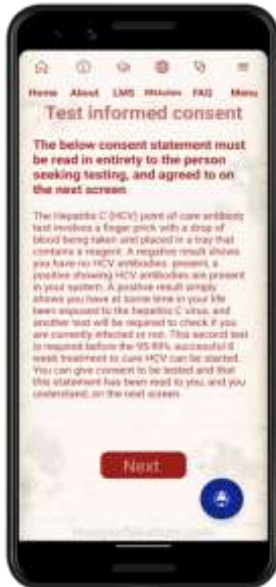 Home About LMS FAQ Menu
Test informed consent
The below consent statement must
be read in entirety to the person
seeking testing, and agreed to on
the next screen
The Hepatitis C (HCV) point of care antibody
test involves a finger prick with a drop of
blood being taken and placed in a tray that
contains a reagent. A negative result shows
you have no HCV antibodies present, a
positive showing HCV antibodies are present
in your system. A positive result simply
shows you have at some time in your life
been exposed to the hepatitis C virus, and
another test will be required to check if you
are currently infected or not. This second test
is required before the 95-99% successful 8
week treatment to cure HCV can be started.
You can give consent to be tested and that
this statement has been read to you, and you
understand, on the next screen.
Next